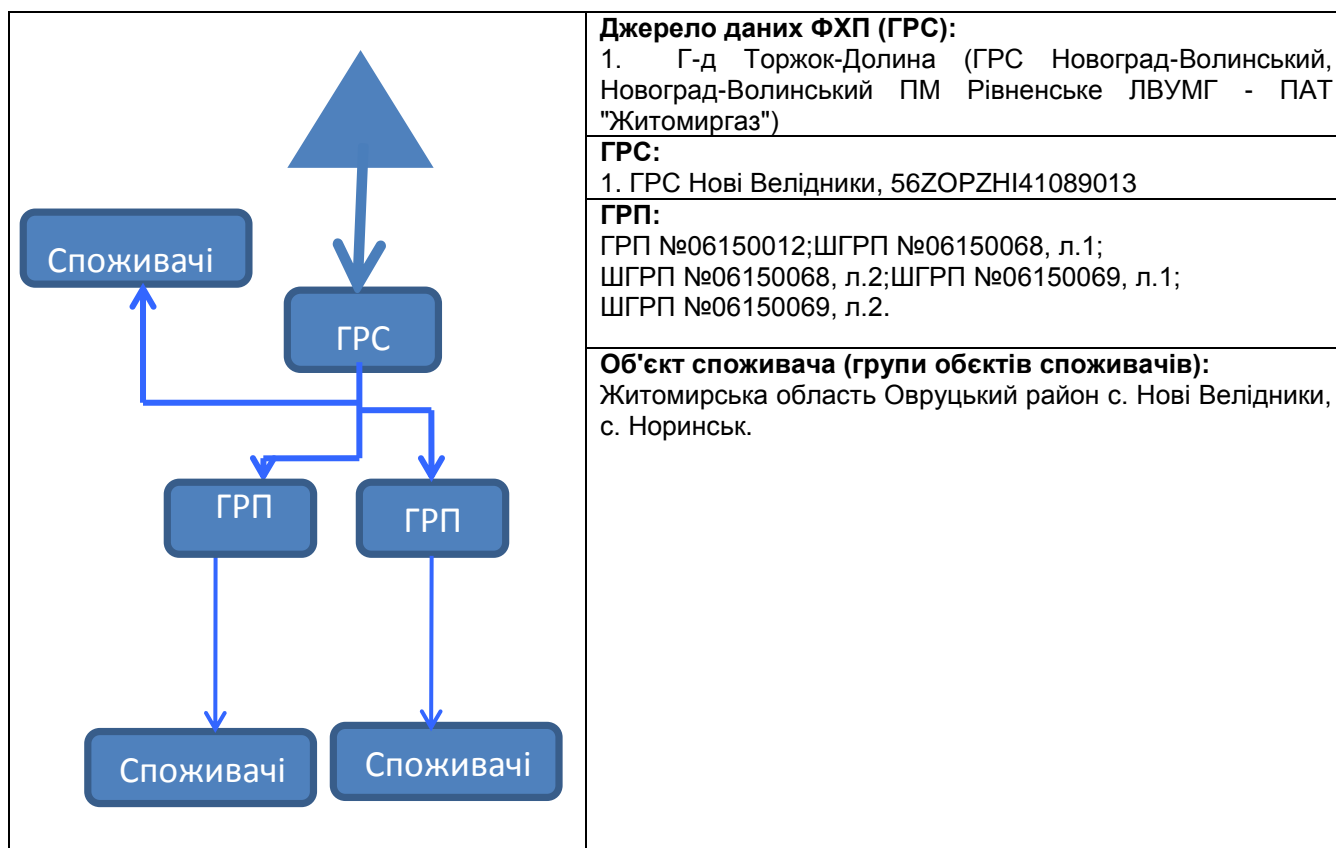 Споживачі
ГРС
ГРП
ГРП
Споживачі
Споживачі
Джерело даних ФХП (ГРС):
1. Г-д Торжок-Долина (ГРС Новоград-Волинський,
Новоград-Волинський ПМ Рівненське ЛВУМГ - ПАТ
"Житомиргаз")
ГРС:
1. ГРС Нові Велідники, 56ZOPZHI41089013
ГРП:
ГРП №06150012;ШГРП №06150068, л.1;
ШГРП №06150068, л.2;ШГРП №06150069, л.1;
ШГРП №06150069, л.2.
Об'єкт споживача (групи обєктів споживачів):
Житомирська область Овруцький район с. Нові Велідники,
с. Норинськ.